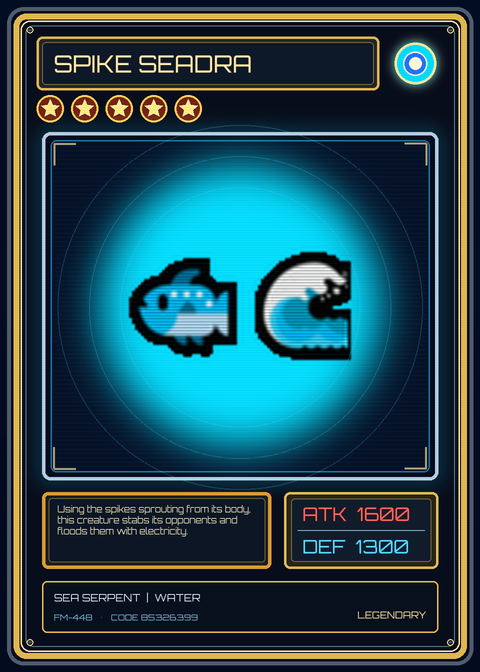 SPIKE SEADRA
Using the spikes sprouting from its body,
this creature stabs its opponents and
floods them with electricity.
ATK 1600
DEF 1300
SEA SERPENT | WATER
FM-448 · CODE 85326399
LEGENDARY